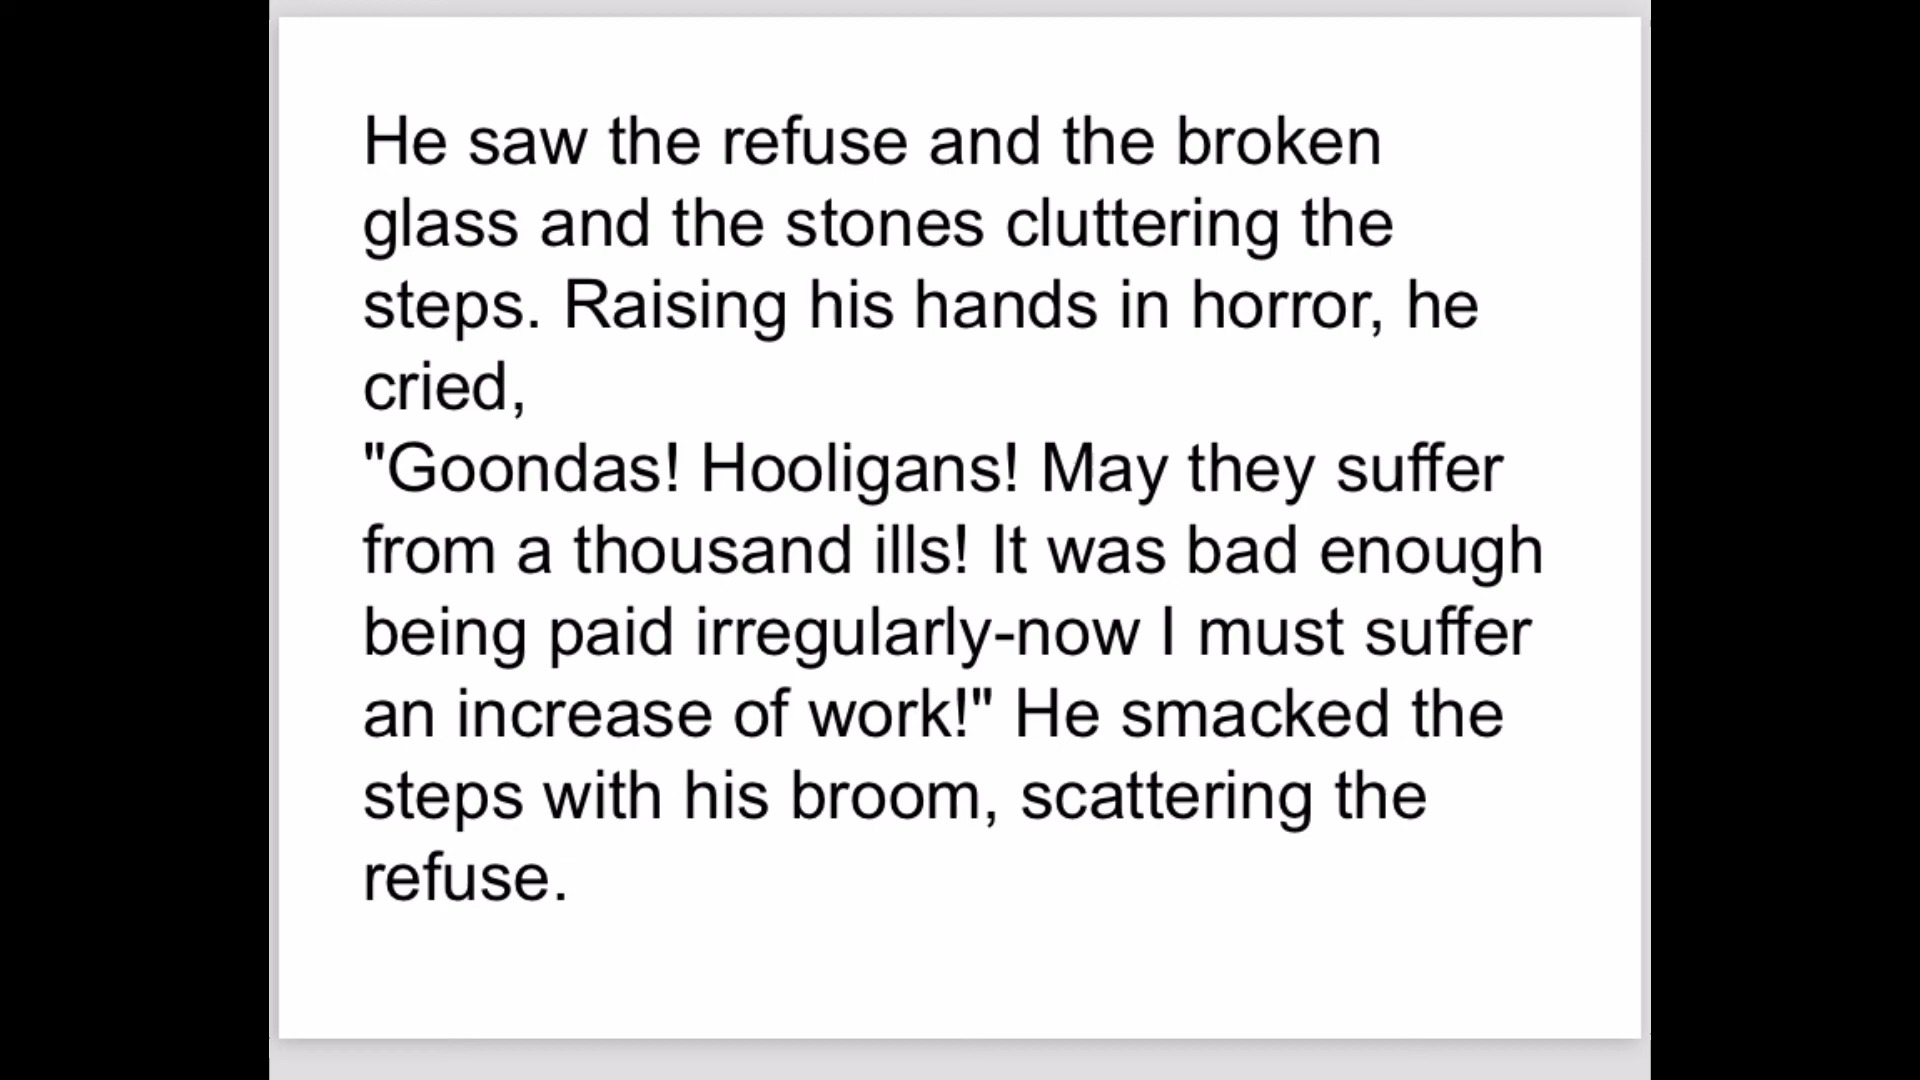 He saw the refuse and the broken
glass and the stones cluttering the
steps. Raising his hands in horror, he
cried,
"Goondas! Hooligans! May they suffer
from a thousand ills! It was bad enough
being paid irregularly-now I must suffer
an increase of work!" He smacked the
steps with his broom, scattering the
refuse.